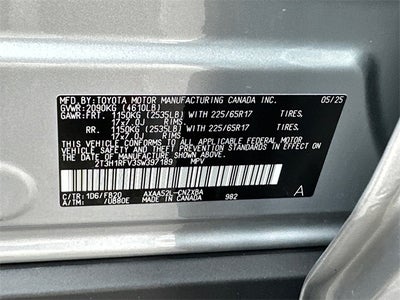 MFD.BY:TOYOTA MOTOR MANUFACTURING CANADA INC. 05/25
GVWR: 2090KG (4610LB)
GAWR:FRT. 1150KG (2535LB) WITH 225/65R17 TIRES,
17x7.0J RIMS
RR. 1150KG (2535LB) WITH 225/65R17 TIRES,
17x7.0J RIMS
THIS VEHICLE CONFORMS TO ALL APPLICABLE FEDERAL MOTOR
VEHICLE SAFETY AND BUMPER STANDARDS IN EFFECT ON
THE DATE OF MANUFACTURE SHOWN ABOVE.
2T3H1RFV3SW397189 MPV
C/TR: 1D6/FB20 AXAA52L-CNZXBA A
A/TM: /U880E MADE IN CANADA 982